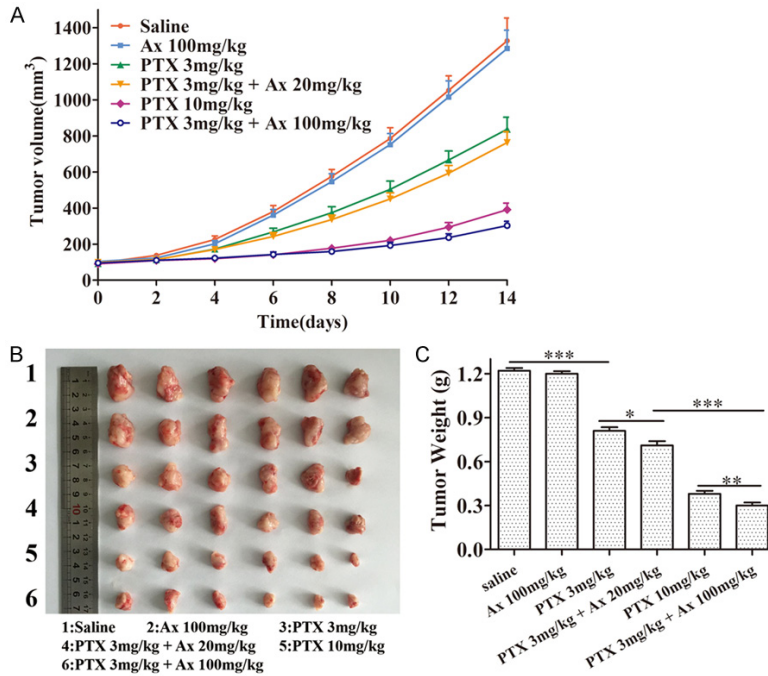 A
Tumor volume(mm3)
1400
1200
1000
800
600
400
200
0
Saline
Ax 100mg/kg
PTX 3mg/kg
PTX 3mg/kg + Ax 20mg/kg
PTX 10mg/kg
PTX 3mg/kg + Ax 100mg/kg
0 2 4 6 8 10 12 14
Time(days)
B
1
2
3
4
5
6
1:Saline 2:Ax 100mg/kg 3:PTX 3mg/kg
4:PTX 3mg/kg + Ax 20mg/kg 5:PTX 10mg/kg
6:PTX 3mg/kg + Ax 100mg/kg
C
Tumor Weight (g)
1.2
0.9
0.6
0.3
0.0
***
*
***
**
saline
Ax 100mg/kg
PTX 3mg/kg
PTX 3mg/kg + Ax 20mg/kg
PTX 10mg/kg
PTX 3mg/kg + Ax 100mg/kg